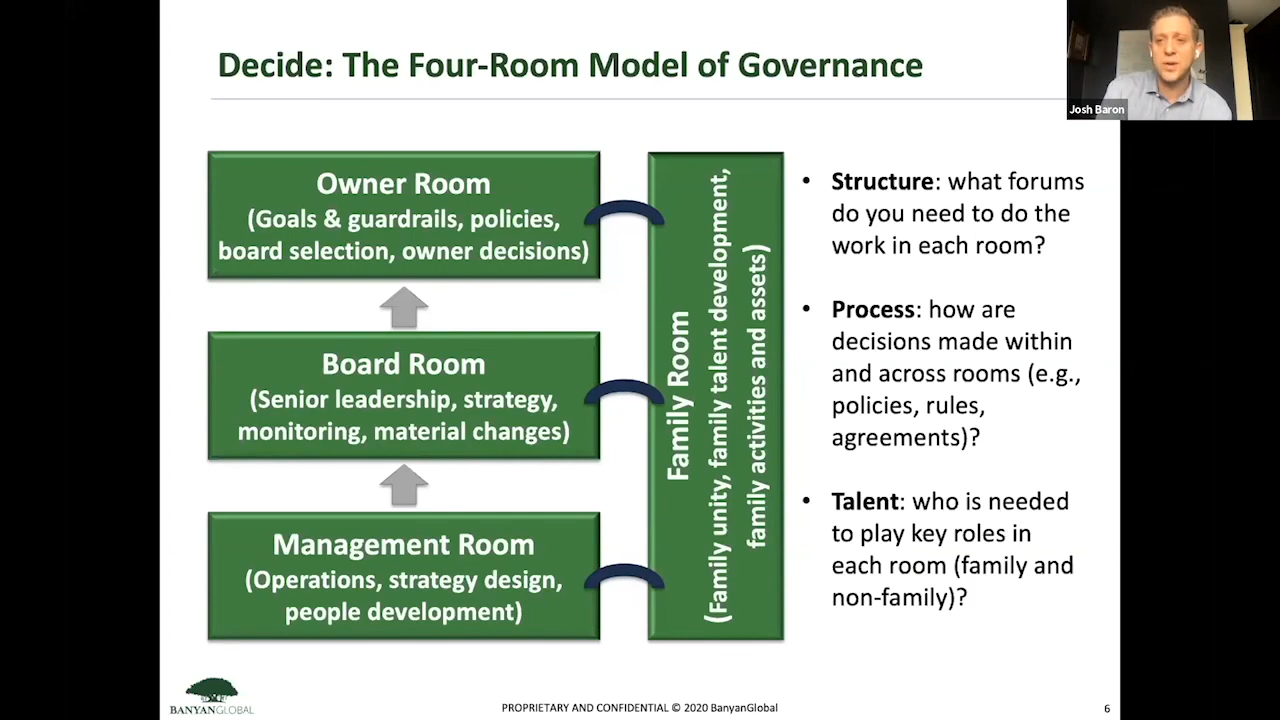 Decide: The Four-Room Model of Governance
Josh Baron
Owner Room
(Goals & guardrails, policies,
board selection, owner decisions)
Board Room
(Senior leadership, strategy,
monitoring, material changes)
Management Room
(Operations, strategy design,
people development)
Family Room
(Family unity, family talent development,
family activities and assets)
• Structure: what forums
do you need to do the
work in each room?
• Process: how are
decisions made within
and across rooms (e.g.,
policies, rules,
agreements)?
• Talent: who is needed
to play key roles in
each room (family and
non-family)?
BANYANGLOBAL
PROPRIETARY AND CONFIDENTIAL © 2020 BanyanGlobal
6